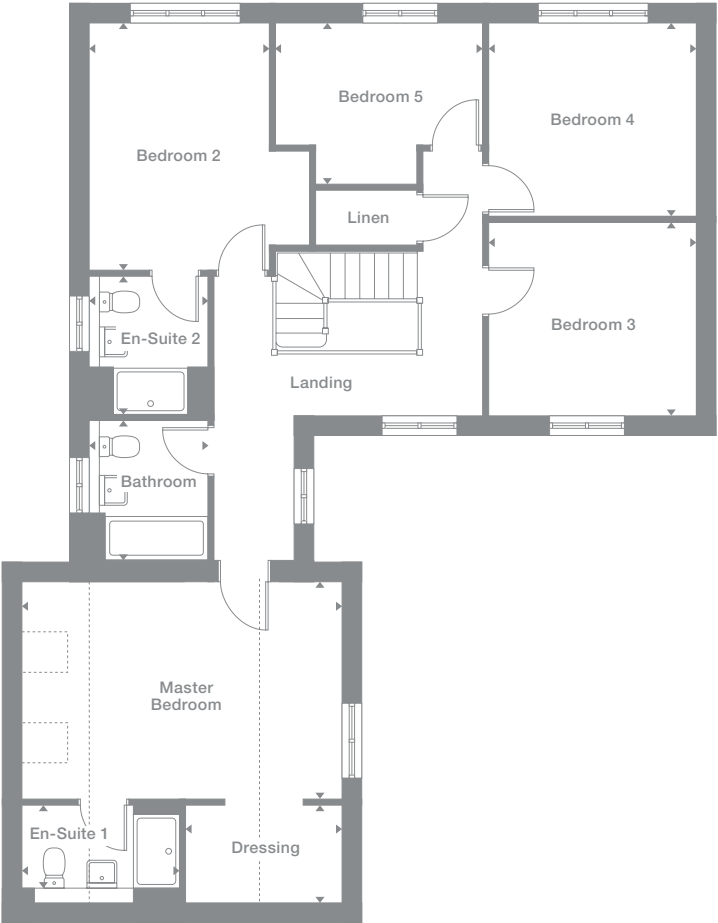 Bedroom 5
Bedroom 4
Bedroom 2
Linen
Bedroom 3
En-Suite 2
Landing
Bathroom
Master
Bedroom
En-Suite 1
Dressing